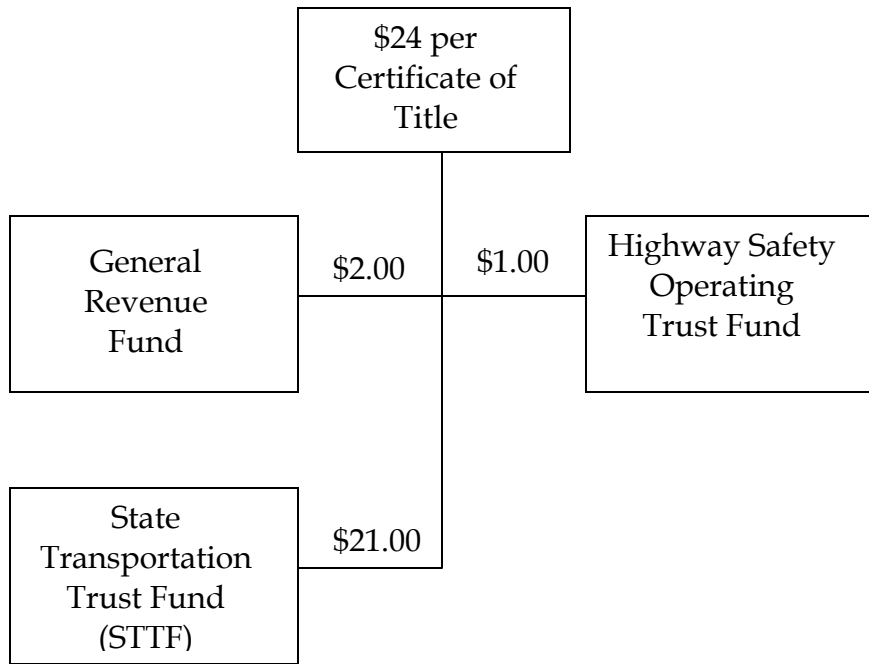 $24 per
Certificate of
Title
General
Revenue
Fund
$2.00
$1.00
Highway Safety
Operating
Trust Fund
State
Transportation
Trust Fund
(STTF)
$21.00